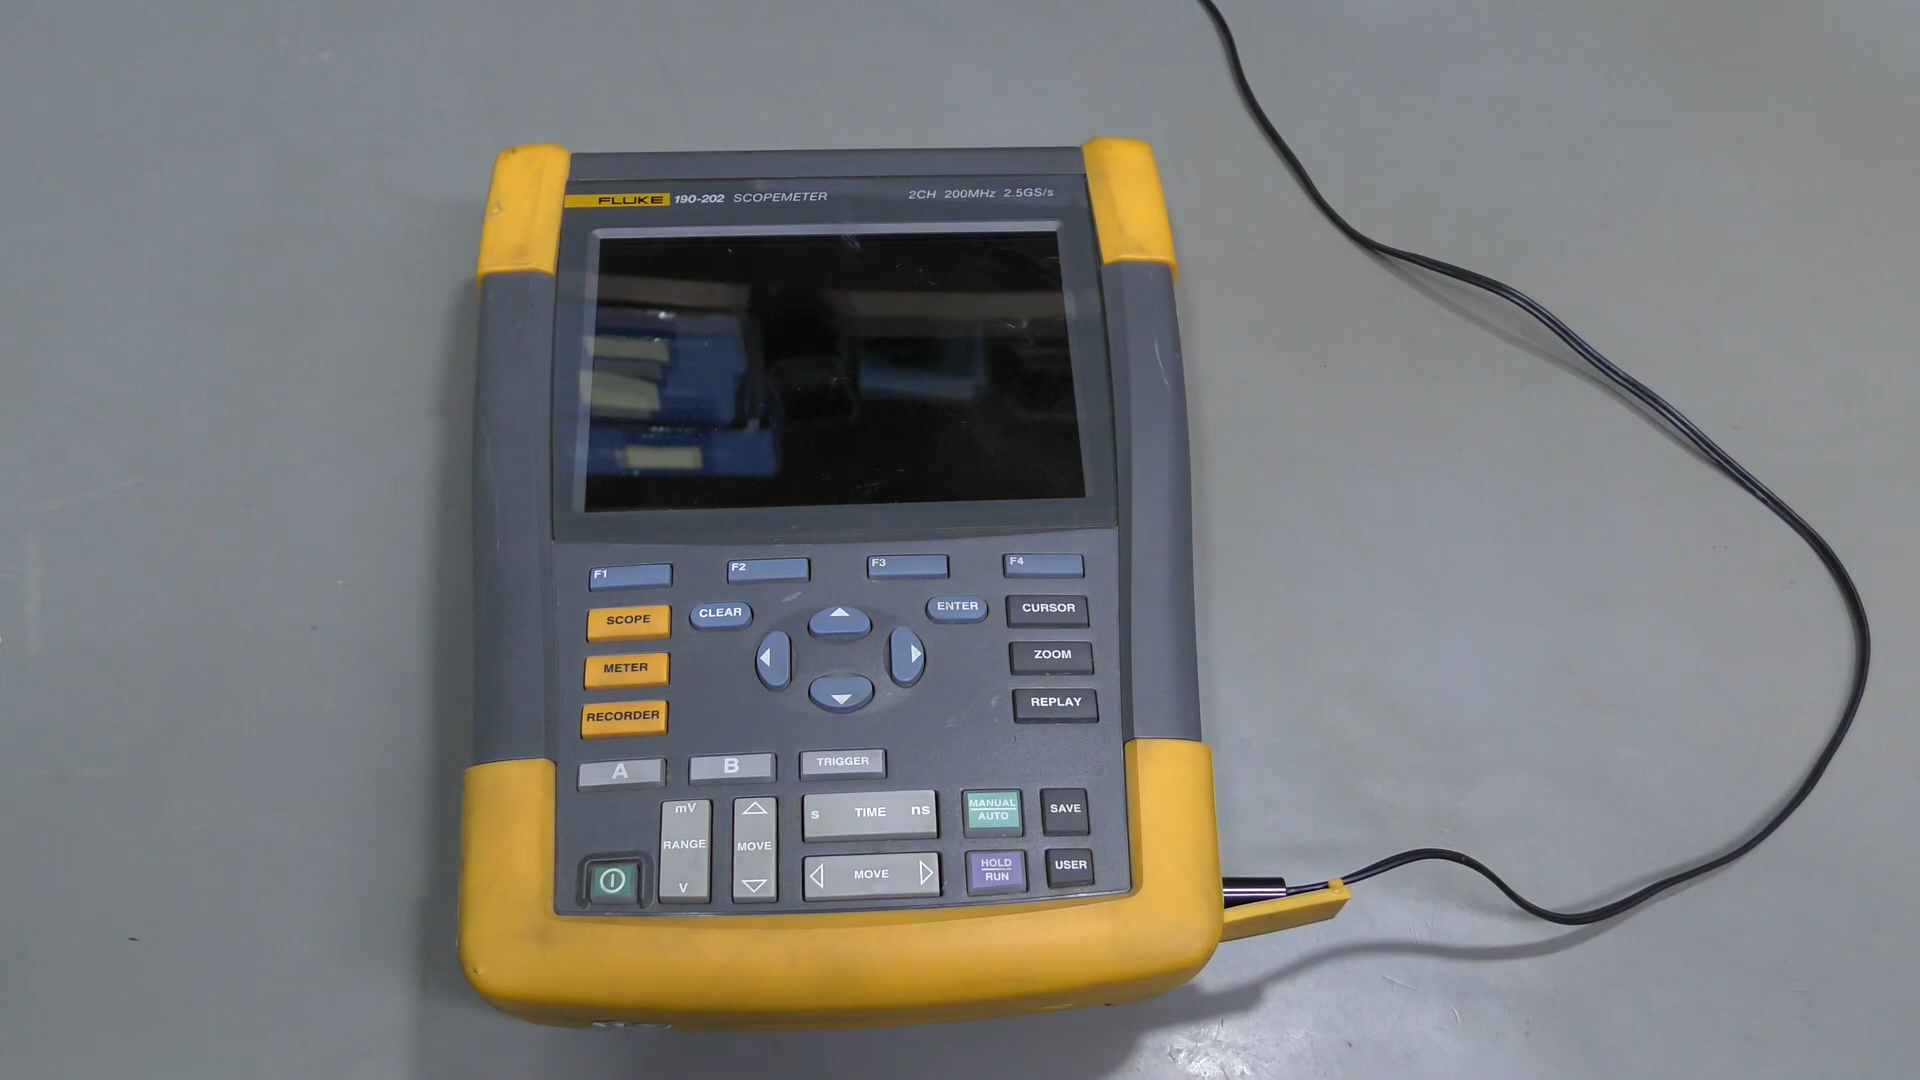 FLUKE 190-202 SCOPEMETER 2CH 200MHz 2.5GS/s
F1 F2 F3 F4
SCOPE CLEAR ENTER CURSOR
METER ZOOM
RECORDER REPLAY
A B TRIGGER
mV s TIME ns MANUAL AUTO SAVE
RANGE MOVE
V MOVE HOLD RUN USER